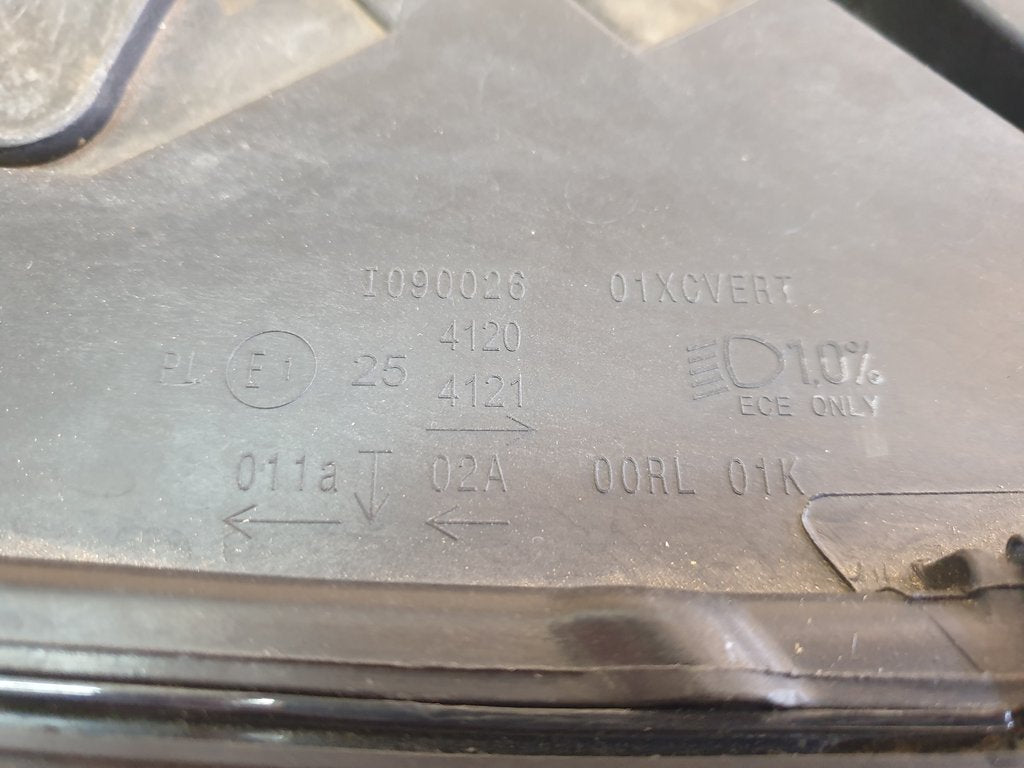 I090026 01XCVERT
4120
PL E1 25 4121
1.0%
ECE ONLY
011a 02A 00RL 01K